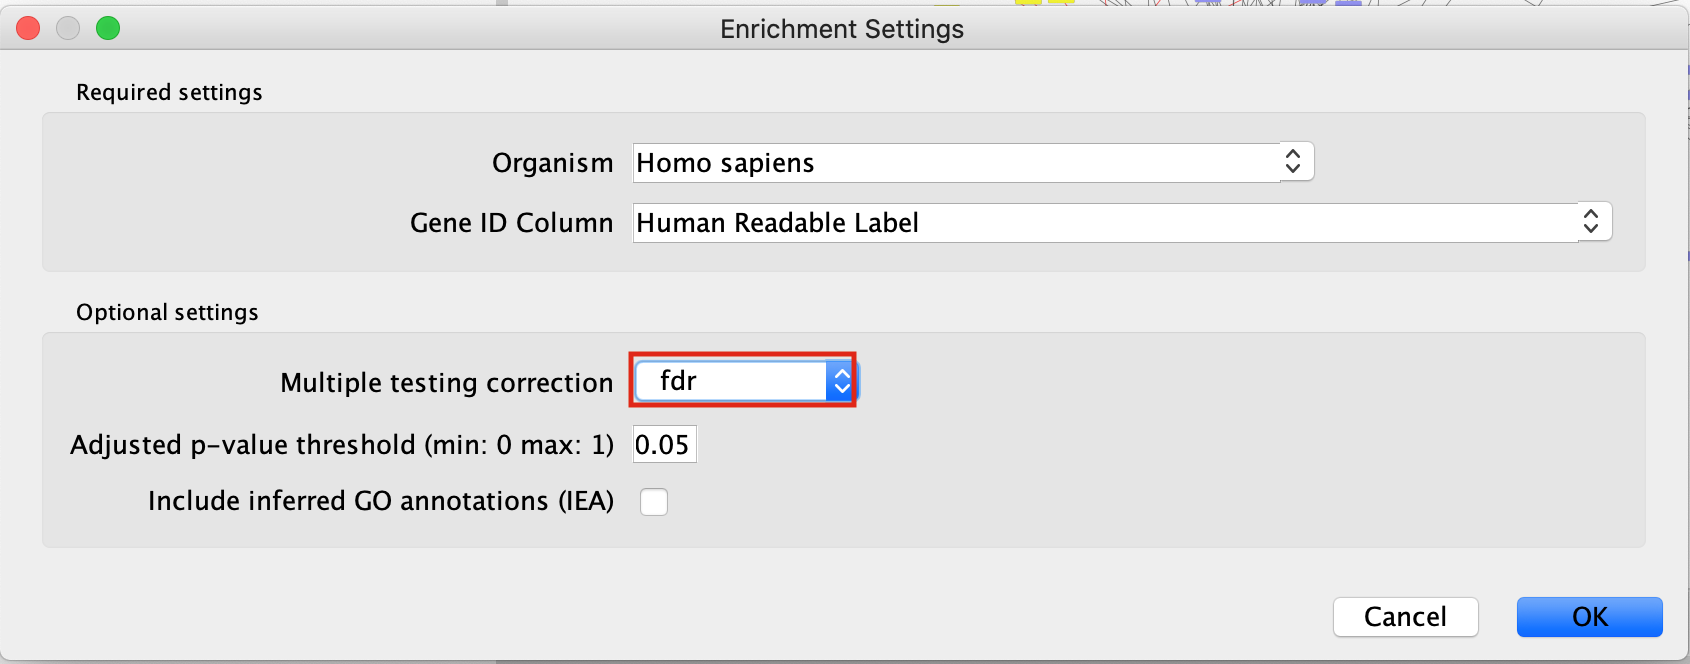 Enrichment Settings
Required settings
Organism Homo sapiens
Gene ID Column Human Readable Label
Optional settings
Multiple testing correction fdr
Adjusted p-value threshold (min: 0 max: 1) 0.05
Include inferred GO annotations (IEA)
Cancel OK